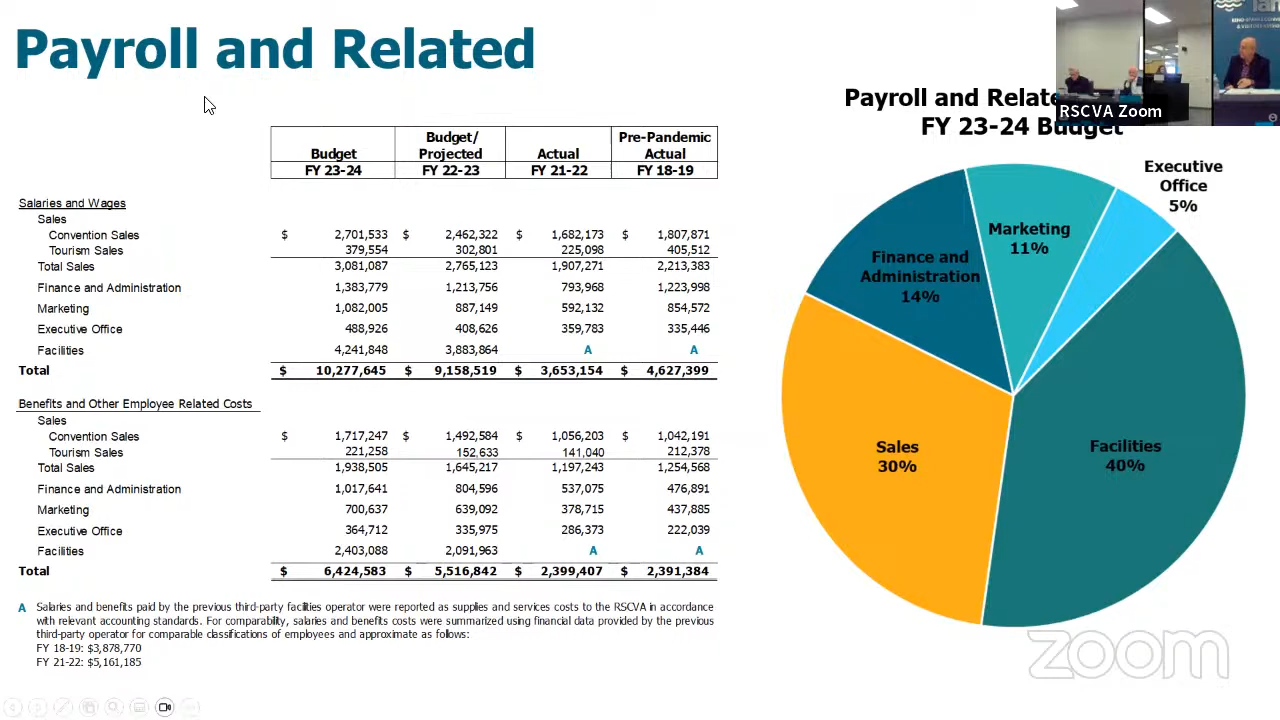 Payroll and Related
RSCVA Zoom
Payroll and Relate
FY 23-24 Budget
Budget/ Pre-Pandemic
Budget Projected Actual Actual
FY 23-24 FY 22-23 FY 21-22 FY 18-19
Salaries and Wages
Sales
Convention Sales $ 2,701,533 $ 2,462,322 $ 1,682,173 $ 1,807,871
Tourism Sales 379,554 302,801 225,098 405,512
Total Sales 3,081,087 2,765,123 1,907,271 2,213,383
Finance and Administration 1,383,779 1,213,756 793,968 1,223,998
Marketing 1,082,005 887,149 592,132 854,572
Executive Office 488,926 408,626 359,783 335,446
Facilities 4,241,848 3,883,864 A A
Total $ 10,277,645 $ 9,158,519 $ 3,653,154 $ 4,627,399
Benefits and Other Employee Related Costs
Sales
Convention Sales $ 1,717,247 $ 1,492,584 $ 1,056,203 $ 1,042,191
Tourism Sales 221,258 152,633 141,040 212,378
Total Sales 1,938,505 1,645,217 1,197,243 1,254,568
Finance and Administration 1,017,641 804,596 537,075 476,891
Marketing 700,637 639,092 378,715 437,885
Executive Office 364,712 335,975 286,373 222,039
Facilities 2,403,088 2,091,963 A A
Total $ 6,424,583 $ 5,516,842 $ 2,399,407 $ 2,391,384
A Salaries and benefits paid by the previous third-party facilities operator were reported as supplies and services costs to the RSCVA in accordance
with relevant accounting standards. For comparability, salaries and benefits costs were summarized using financial data provided by the previous
third-party operator for comparable classifications of employees and approximate as follows:
FY 18-19: $3,878,770
FY 21-22: $5,161,185
Executive
Office
5%
Marketing
11%
Finance and
Administration
14%
Sales
30%
Facilities
40%
zoom